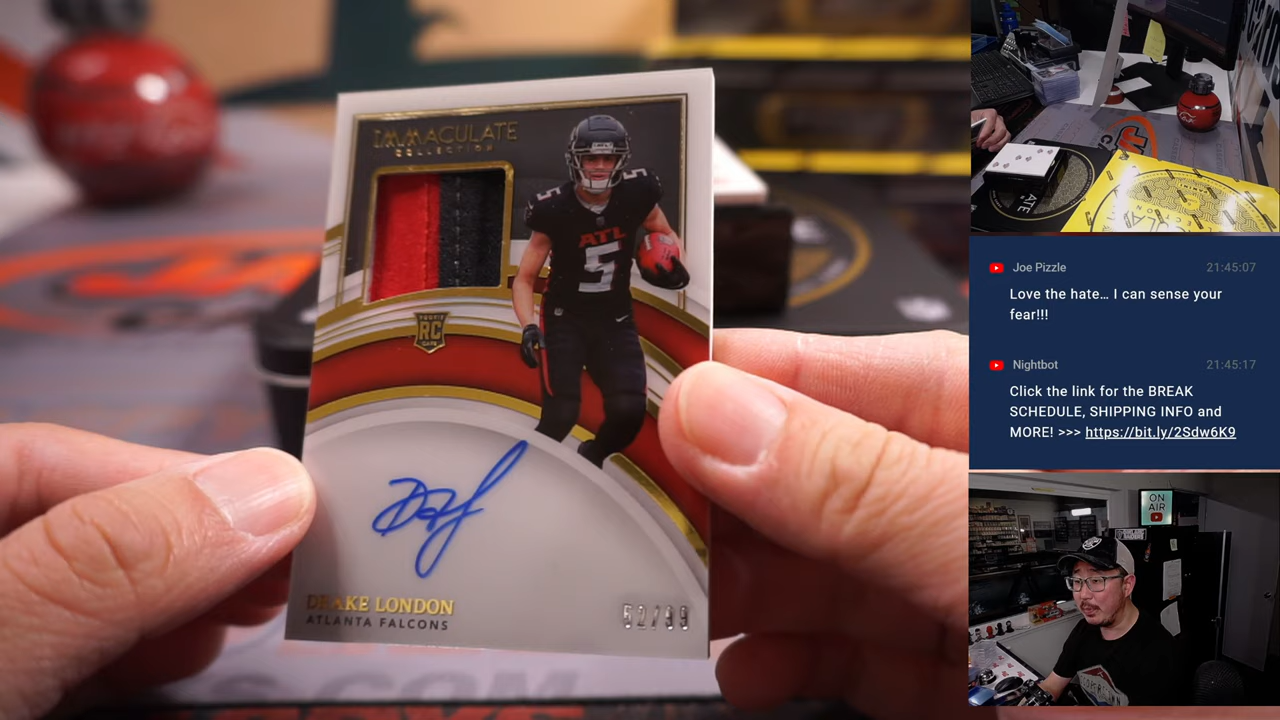 IMMACULATE
COLLECTION
5
5
ATL
5
RC
DRAKE LONDON
ATLANTA FALCONS
52/99
Joe Pizzle
21:45:07
Love the hate… I can sense your
fear!!!
Nightbot
21:45:17
Click the link for the BREAK
SCHEDULE, SHIPPING INFO and
MORE! >>> https://bit.ly/2Sdw6K9
ON
AIR